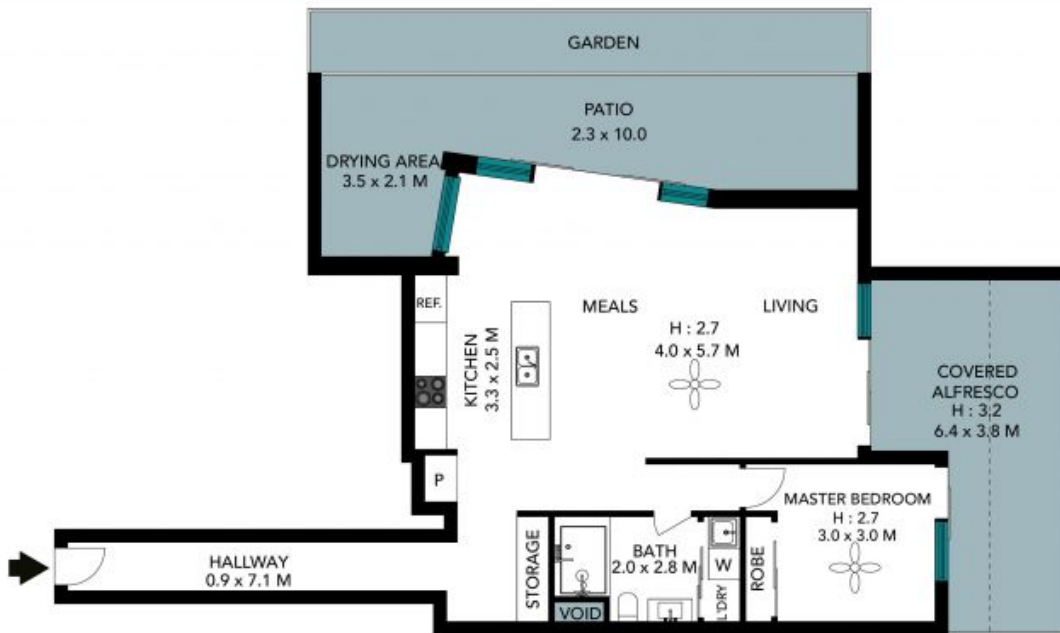 GARDEN
PATIO
2.3 x 10.0
DRYING AREA
3.5 x 2.1 M
REF.
KITCHEN
3.3 x 2.5 M
MEALS
LIVING
H : 2.7
4.0 x 5.7 M
COVERED
ALFRESCO
H : 3.2
6.4 x 3.8 M
P
MASTER BEDROOM
H : 2.7
3.0 x 3.0 M
HALLWAY
0.9 x 7.1 M
STORAGE
BATH
2.0 x 2.8 M
VOID
W
L'DRY
ROBE